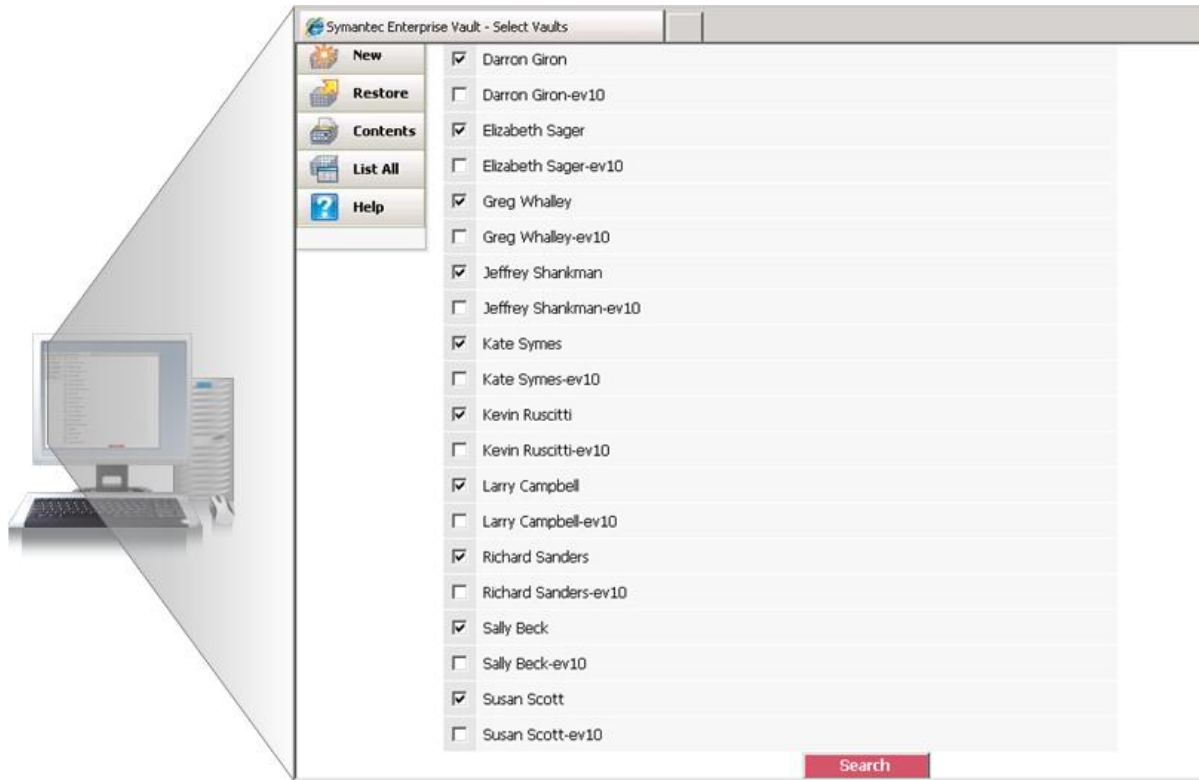 Symantec Enterprise Vault - Select Vaults
New
Restore
Contents
List All
Help
Darron Giron
Darron Giron-ev10
Elizabeth Sager
Elizabeth Sager-ev10
Greg Whalley
Greg Whalley-ev10
Jeffrey Shankman
Jeffrey Shankman-ev10
Kate Symes
Kate Symes-ev10
Kevin Ruscitti
Kevin Ruscitti-ev10
Larry Campbell
Larry Campbell-ev10
Richard Sanders
Richard Sanders-ev10
Sally Beck
Sally Beck-ev10
Susan Scott
Susan Scott-ev10
Search